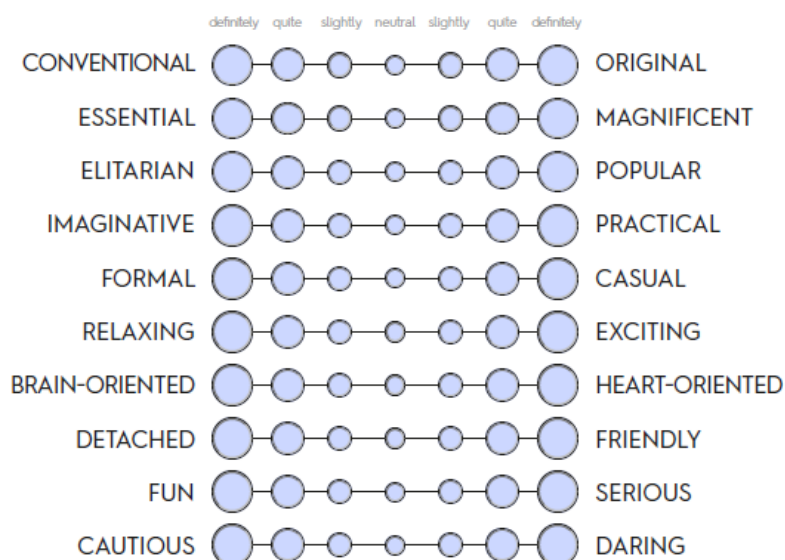 definitely quite slightly neutral slightly quite definitely
CONVENTIONAL ORIGINAL
ESSENTIAL MAGNIFICENT
ELITARIAN POPULAR
IMAGINATIVE PRACTICAL
FORMAL CASUAL
RELAXING EXCITING
BRAIN-ORIENTED HEART-ORIENTED
DETACHED FRIENDLY
FUN SERIOUS
CAUTIOUS DARING